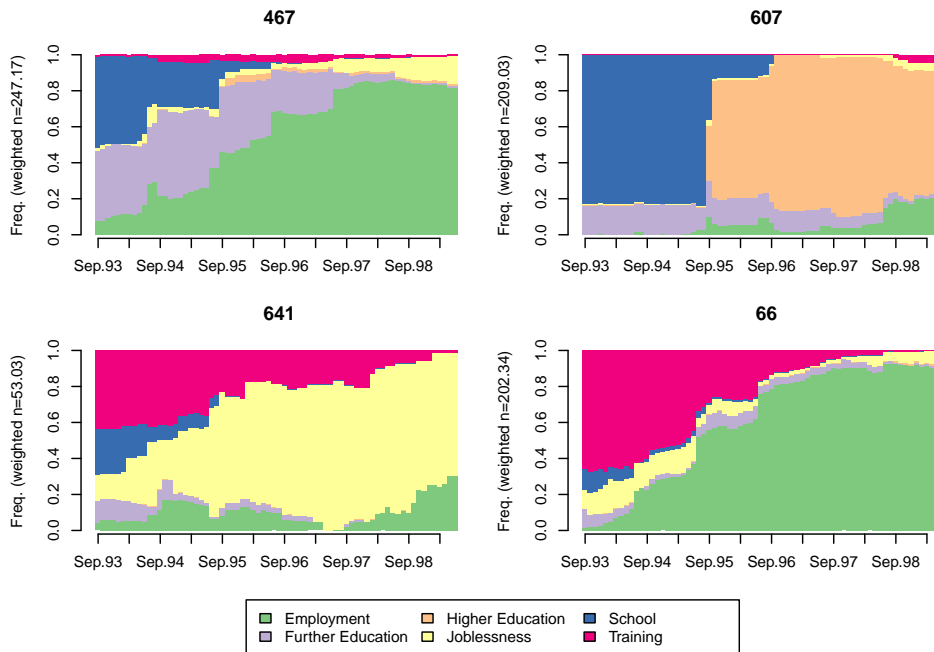 467
Freq. (weighted n=247.17)
0.0 0.2 0.4 0.6 0.8 1.0
Sep.93 Sep.94 Sep.95 Sep.96 Sep.97 Sep.98
607
Freq. (weighted n=209.03)
0.0 0.2 0.4 0.6 0.8 1.0
Sep.93 Sep.94 Sep.95 Sep.96 Sep.97 Sep.98
641
Freq. (weighted n=53.03)
0.0 0.2 0.4 0.6 0.8 1.0
Sep.93 Sep.94 Sep.95 Sep.96 Sep.97 Sep.98
66
Freq. (weighted n=202.34)
0.0 0.2 0.4 0.6 0.8 1.0
Sep.93 Sep.94 Sep.95 Sep.96 Sep.97 Sep.98
Employment Higher Education School
Further Education Joblessness Training